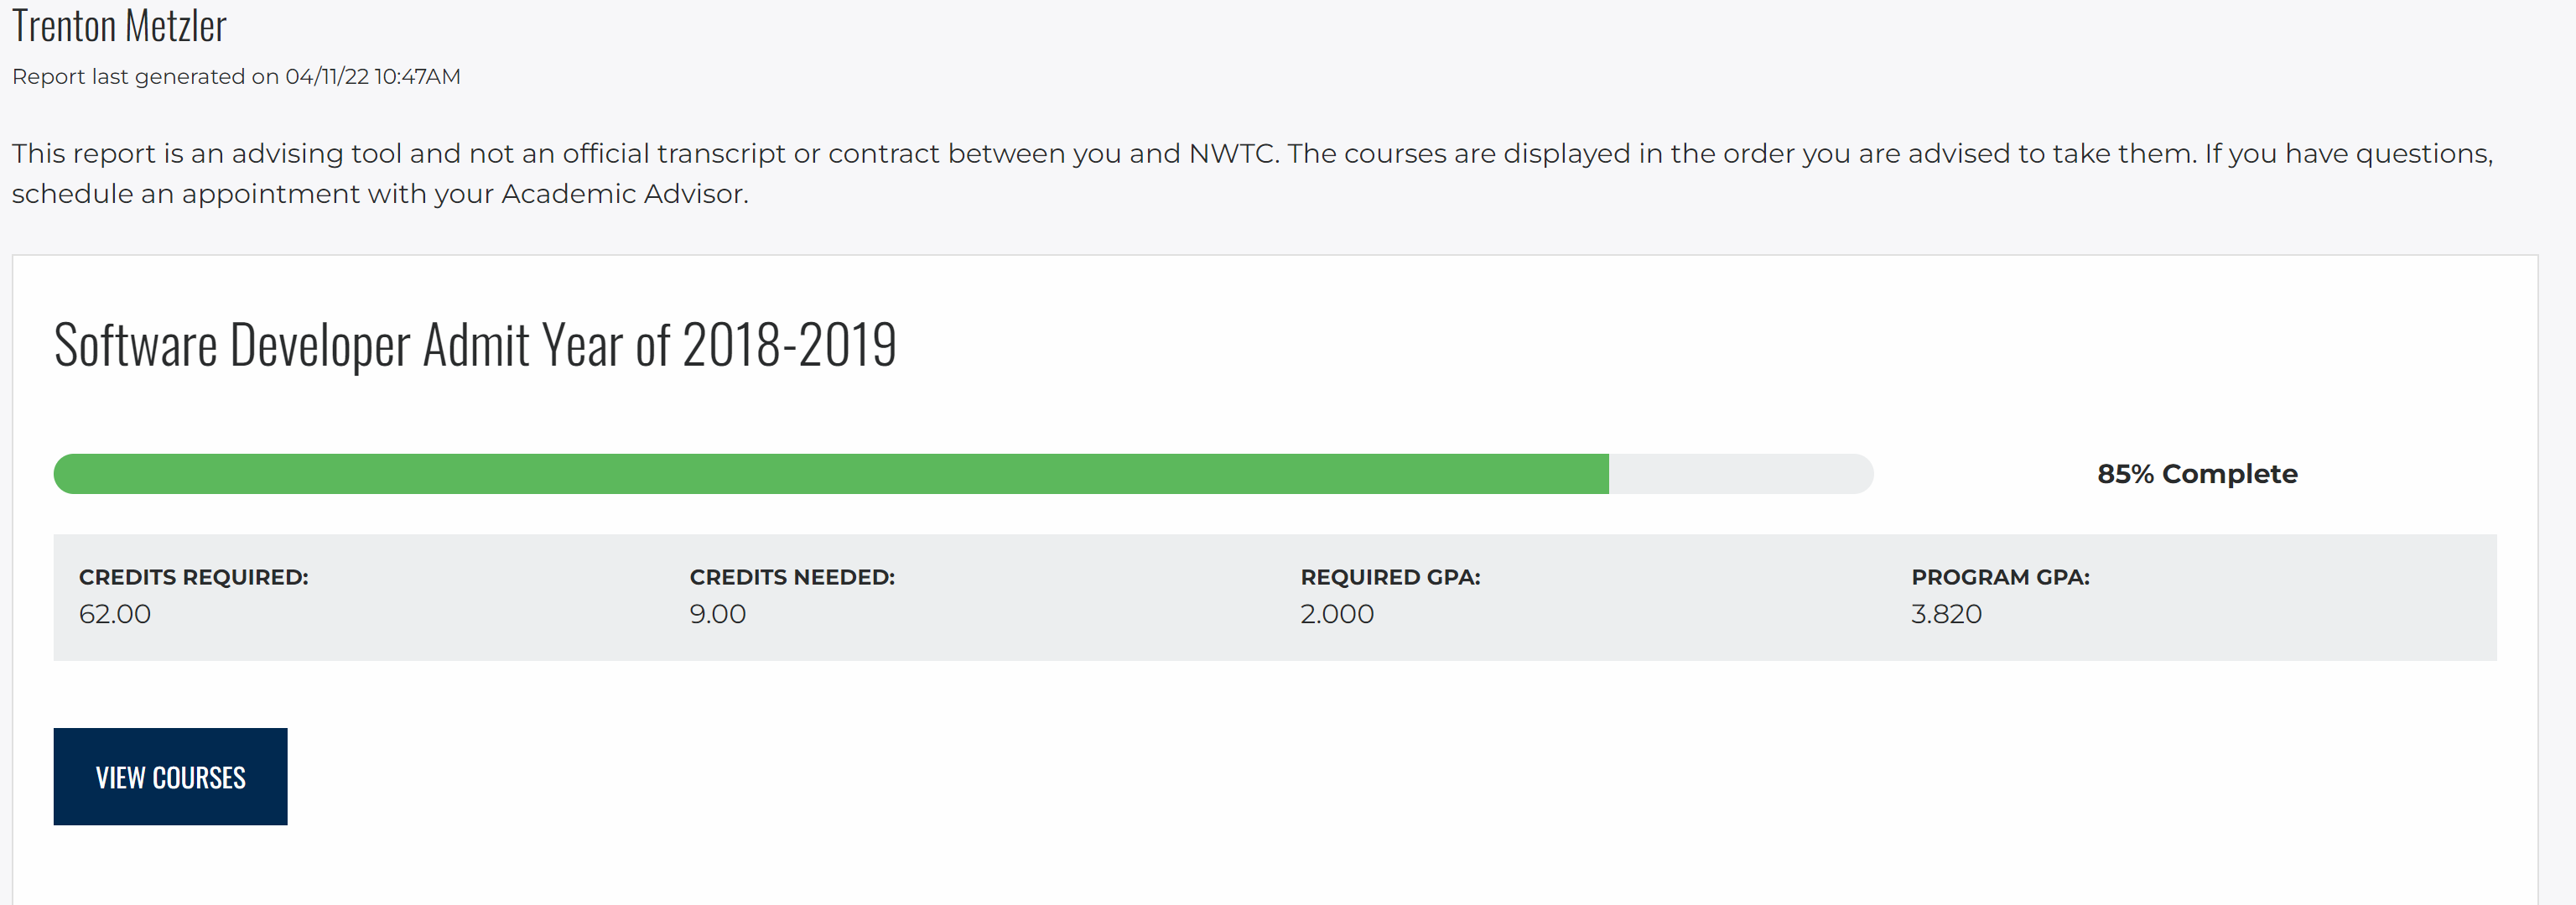 Trenton Metzler
Report last generated on 04/11/22 10:47AM
This report is an advising tool and not an official transcript or contract between you and NWTC. The courses are displayed in the order you are advised to take them. If you have questions,
schedule an appointment with your Academic Advisor.
Software Developer Admit Year of 2018-2019
85% Complete
CREDITS REQUIRED:
62.00
CREDITS NEEDED:
9.00
REQUIRED GPA:
2.000
PROGRAM GPA:
3.820
VIEW COURSES